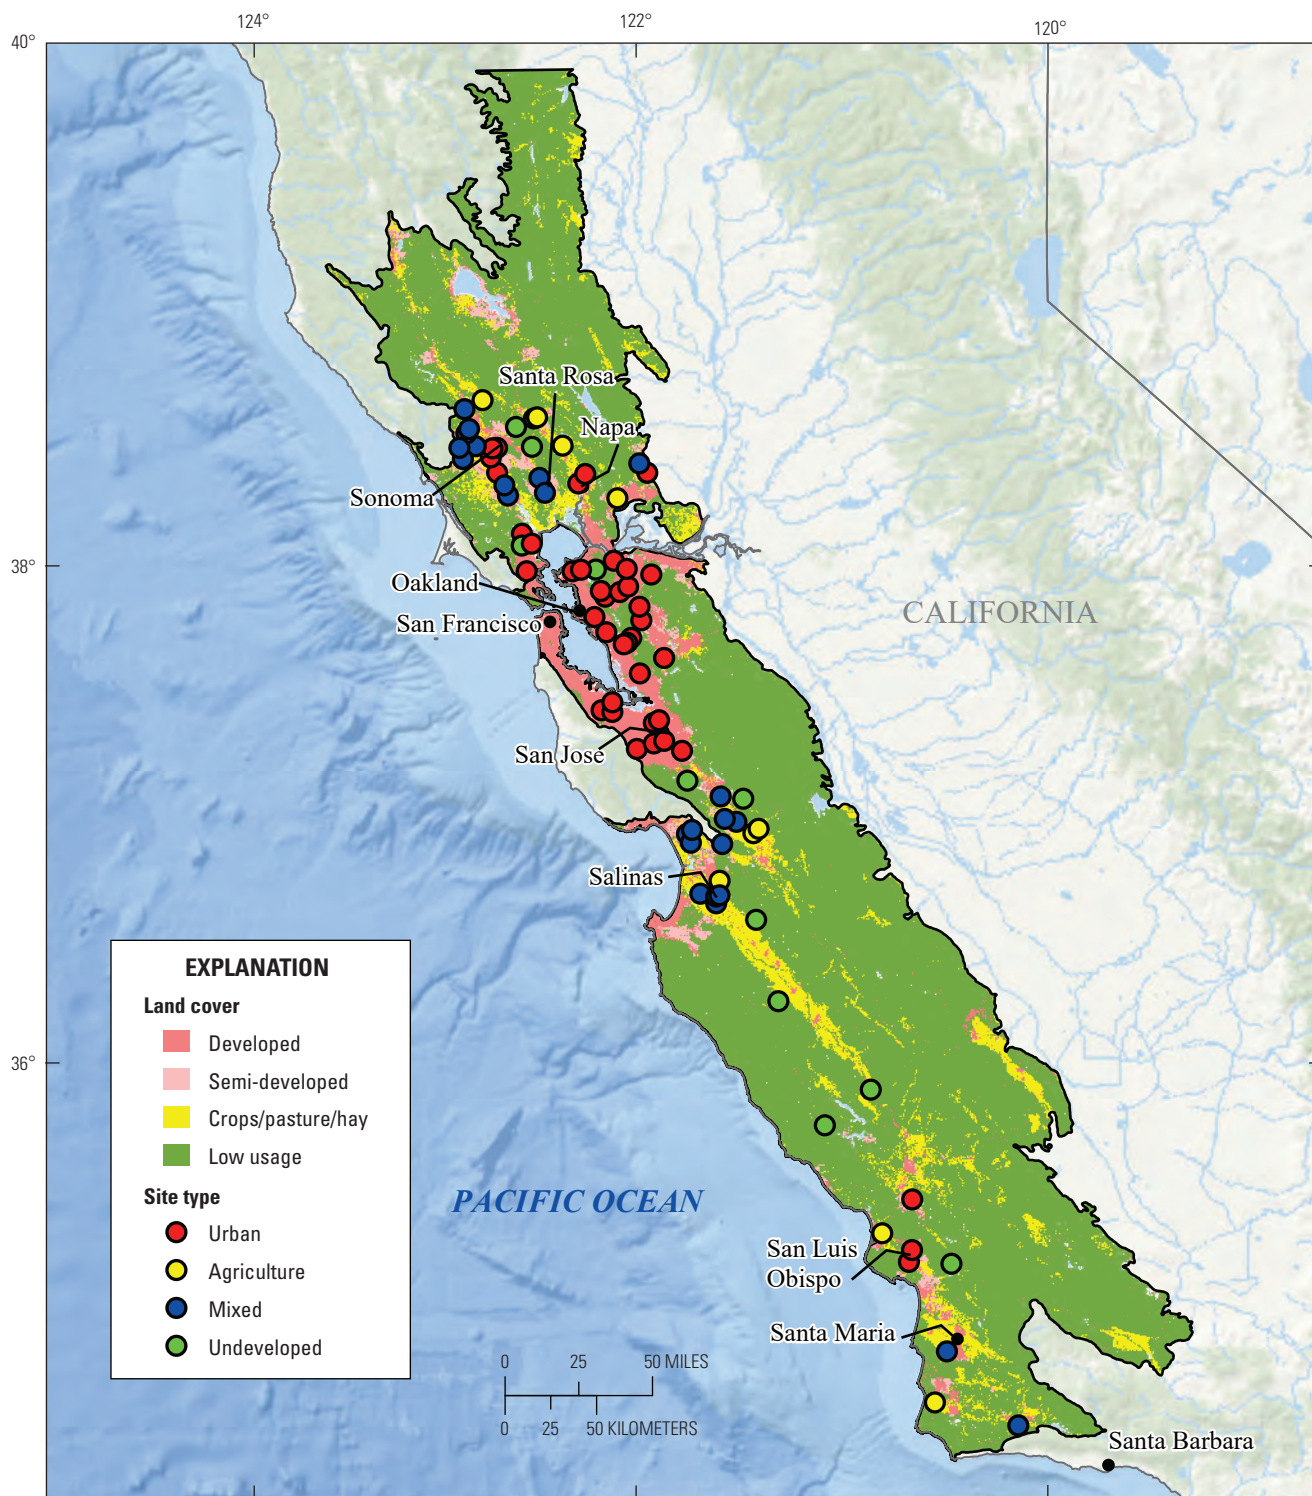 124°
122°
120°
40°
38°
36°
Santa Rosa
Napa
Sonoma
Oakland
San Francisco
CALIFORNIA
San Jose
Salinas
PACIFIC OCEAN
San Luis
Obispo
Santa Maria
Santa Barbara
EXPLANATION
Land cover
Developed
Semi-developed
Crops/pasture/hay
Low usage
Site type
Urban
Agriculture
Mixed
Undeveloped
0 25 50 MILES
0 25 50 KILOMETERS